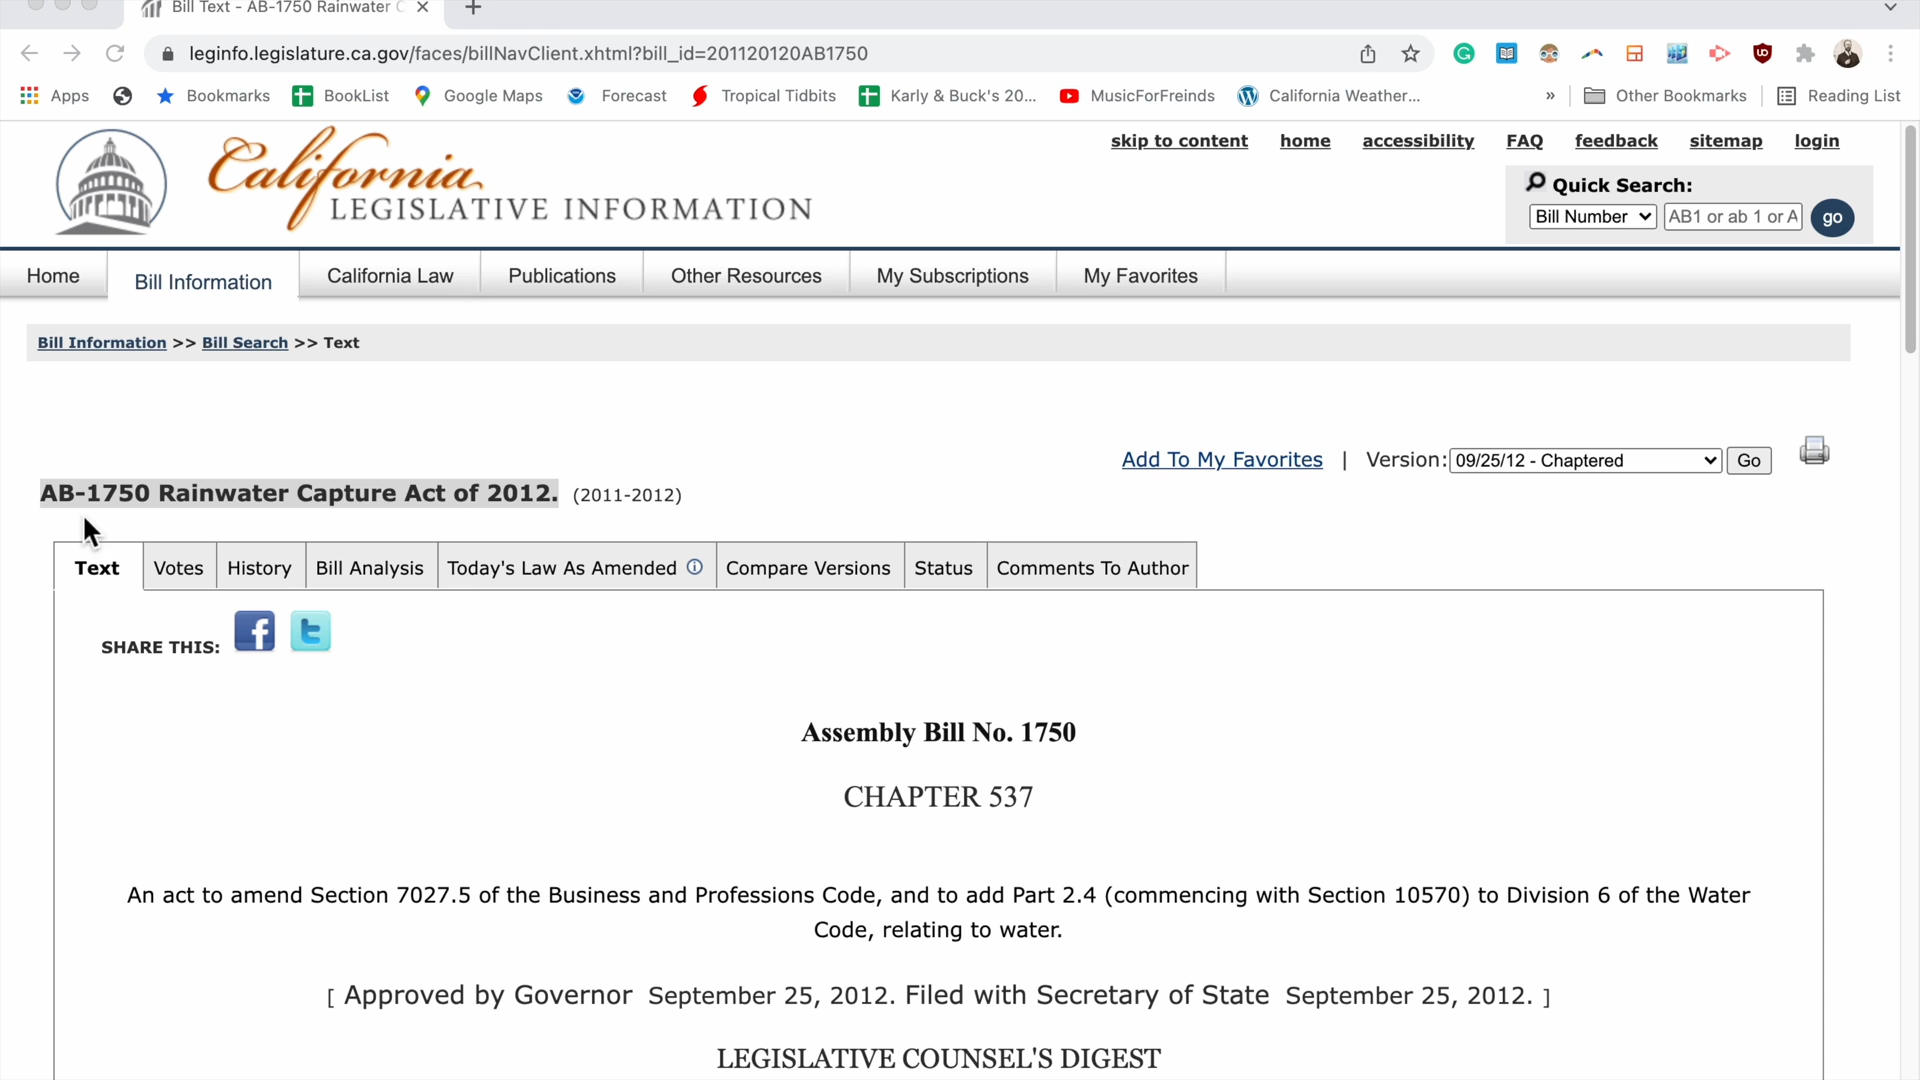 Bill Text - AB-1750 Rainwater C
leginfo.legislature.ca.gov/faces/billNavClient.xhtml?bill_id=201120120AB1750
Apps Bookmarks BookList Google Maps Forecast Tropical Tidbits Karly & Buck's 20... MusicForFreinds California Weather... » Other Bookmarks Reading List
skip to content home accessibility FAQ feedback sitemap login
California
LEGISLATIVE INFORMATION
Quick Search:
Bill Number AB1 or ab 1 or A go
Home Bill Information California Law Publications Other Resources My Subscriptions My Favorites
Bill Information >> Bill Search >> Text
Add To My Favorites | Version: 09/25/12 - Chaptered Go
AB-1750 Rainwater Capture Act of 2012. (2011-2012)
Text Votes History Bill Analysis Today's Law As Amended Compare Versions Status Comments To Author
SHARE THIS:
Assembly Bill No. 1750
CHAPTER 537
An act to amend Section 7027.5 of the Business and Professions Code, and to add Part 2.4 (commencing with Section 10570) to Division 6 of the Water
Code, relating to water.
[ Approved by Governor September 25, 2012. Filed with Secretary of State September 25, 2012. ]
LEGISLATIVE COUNSEL'S DIGEST